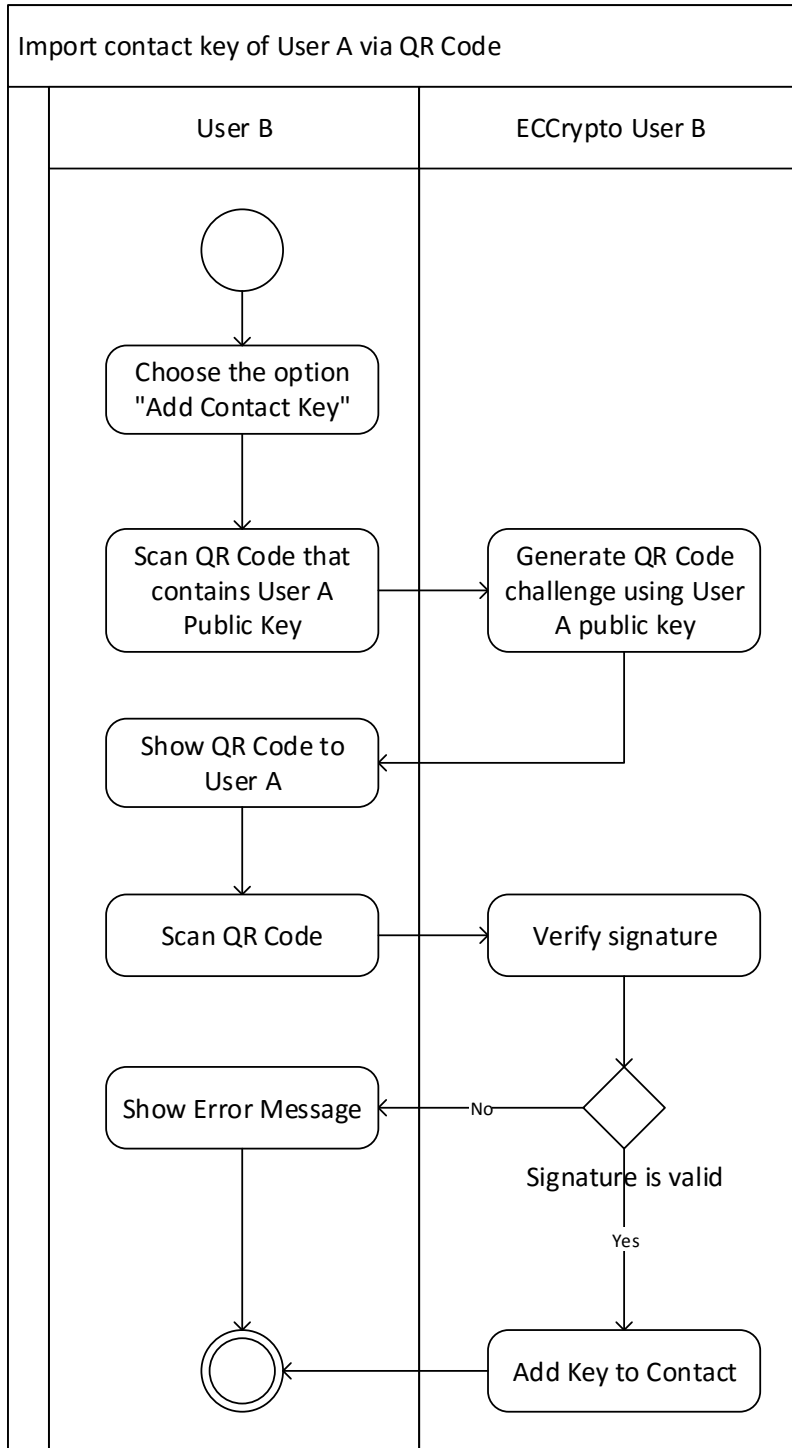 Import contact key of User A via QR Code
User B
ECCrypto User B
Choose the option
"Add Contact Key"
Scan QR Code that
contains User A
Public Key
Generate QR Code
challenge using User
A public key
Show QR Code to
User A
Scan QR Code
Verify signature
Show Error Message
No
Signature is valid
Yes
Add Key to Contact